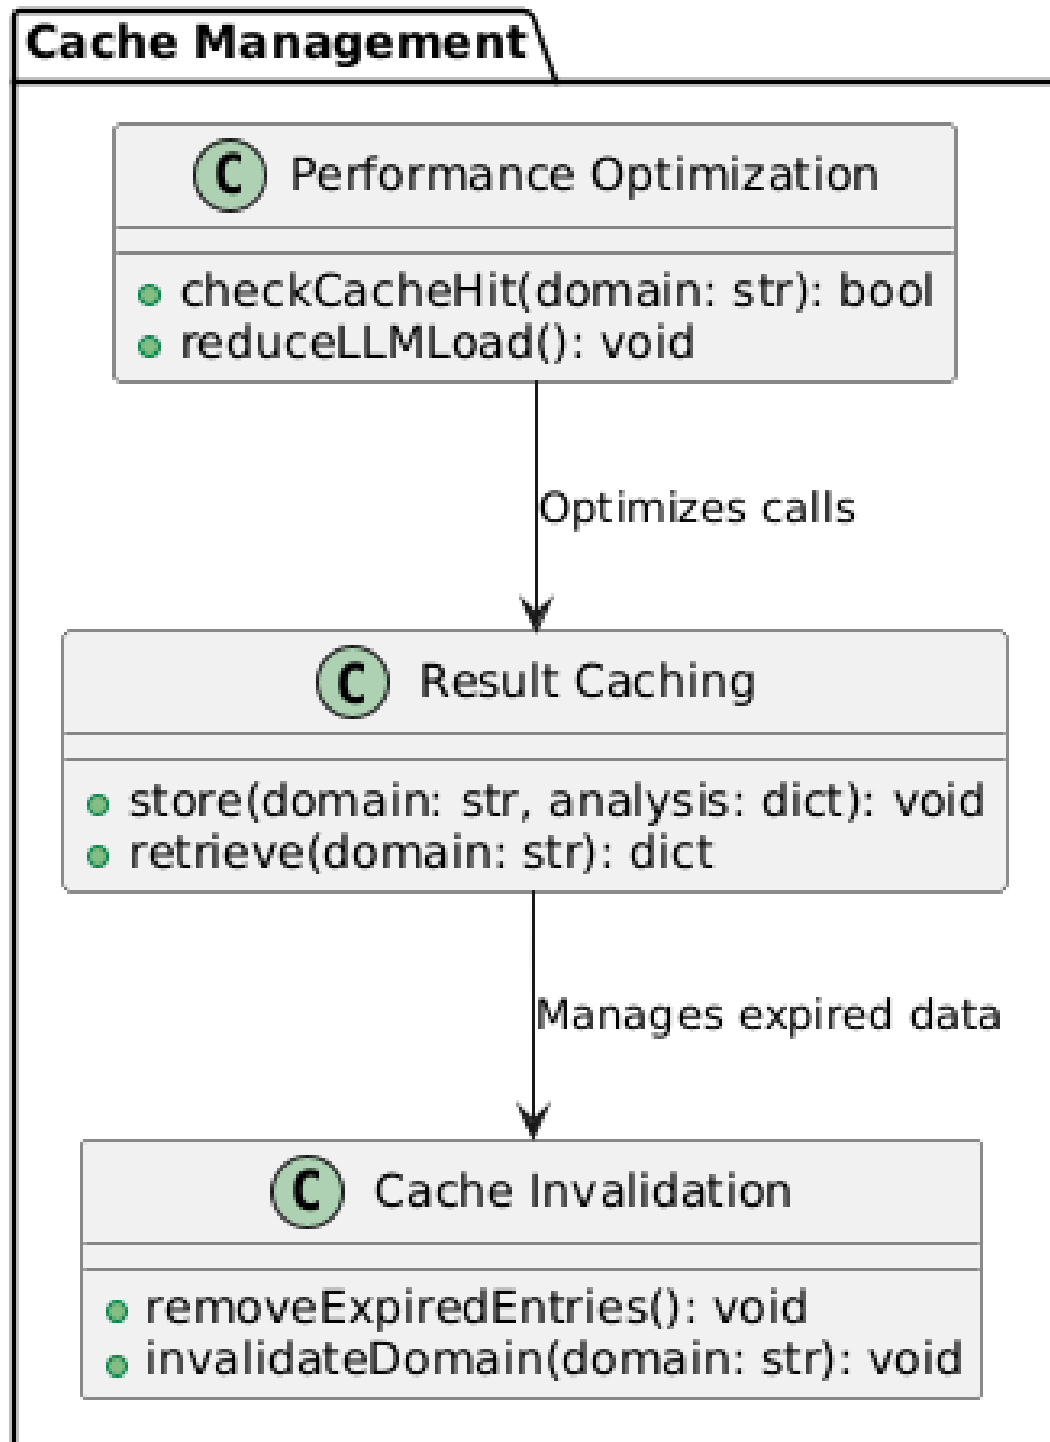 Cache Management
C Performance Optimization
checkCacheHit(domain: str): bool
reduceLLMLoad(): void
Optimizes calls
C Result Caching
store(domain: str, analysis: dict): void
retrieve(domain: str): dict
Manages expired data
C Cache Invalidation
removeExpiredEntries(): void
invalidateDomain(domain: str): void